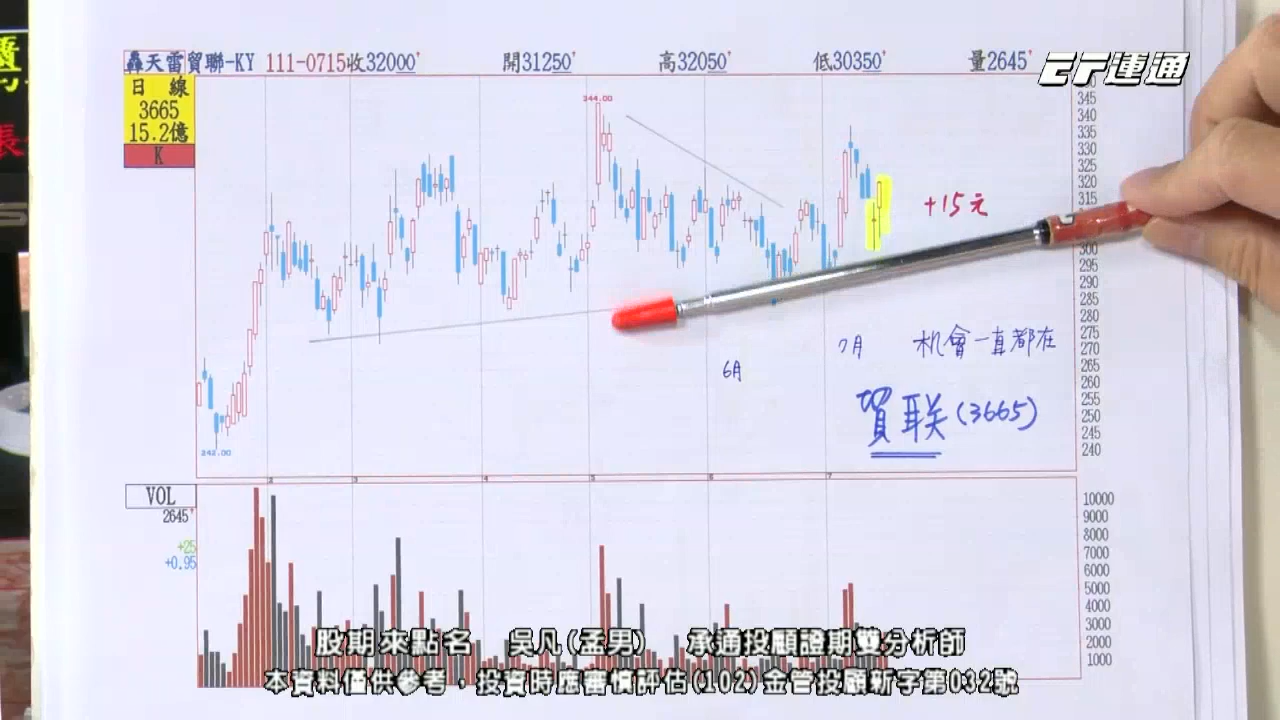 轟天雷貿聯-KY 111-0715收32000' 開31250' 高32050' 低30350' 量2645'
EF連通
日 線
3665
15.2億
K
344.00
345
340
335
330
325
320
315
+15元
300
295
290
285
280
275
270
265
260
255
250
245
240
7月 机會一直都在
6月
貿联(3665)
242.00
2 3 4 5 6 7
VOL
2645'
+25
+0.95
10000
9000
8000
7000
6000
5000
4000
3000
2000
1000
股期來點名 吳凡(孟男) 承通投顧證期雙分析師
本資料僅供參考，投資時應審慎評估(102)金管投顧新字第032號